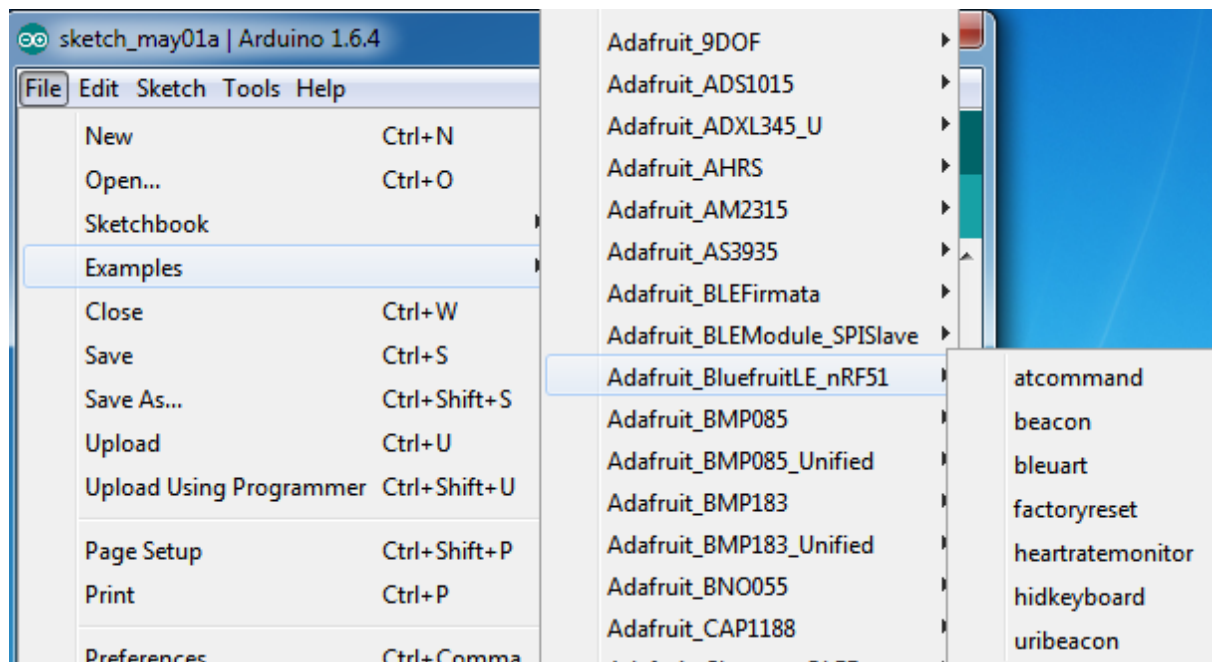 sketch_may01a | Arduino 1.6.4
File Edit Sketch Tools Help
New Ctrl+N
Open... Ctrl+O
Sketchbook
Examples
Close Ctrl+W
Save Ctrl+S
Save As... Ctrl+Shift+S
Upload Ctrl+U
Upload Using Programmer Ctrl+Shift+U
Page Setup Ctrl+Shift+P
Print Ctrl+P
Preferences Ctrl+Comma
Adafruit_9DOF
Adafruit_ADS1015
Adafruit_ADXL345_U
Adafruit_AHRS
Adafruit_AM2315
Adafruit_AS3935
Adafruit_BLEFirmata
Adafruit_BLEModule_SPISlave
Adafruit_BluefruitLE_nRF51
Adafruit_BMP085
Adafruit_BMP085_Unified
Adafruit_BMP183
Adafruit_BMP183_Unified
Adafruit_BNO055
Adafruit_CAP1188
atcommand
beacon
bleuart
factoryreset
heartratemonitor
hidkeyboard
uribeacon